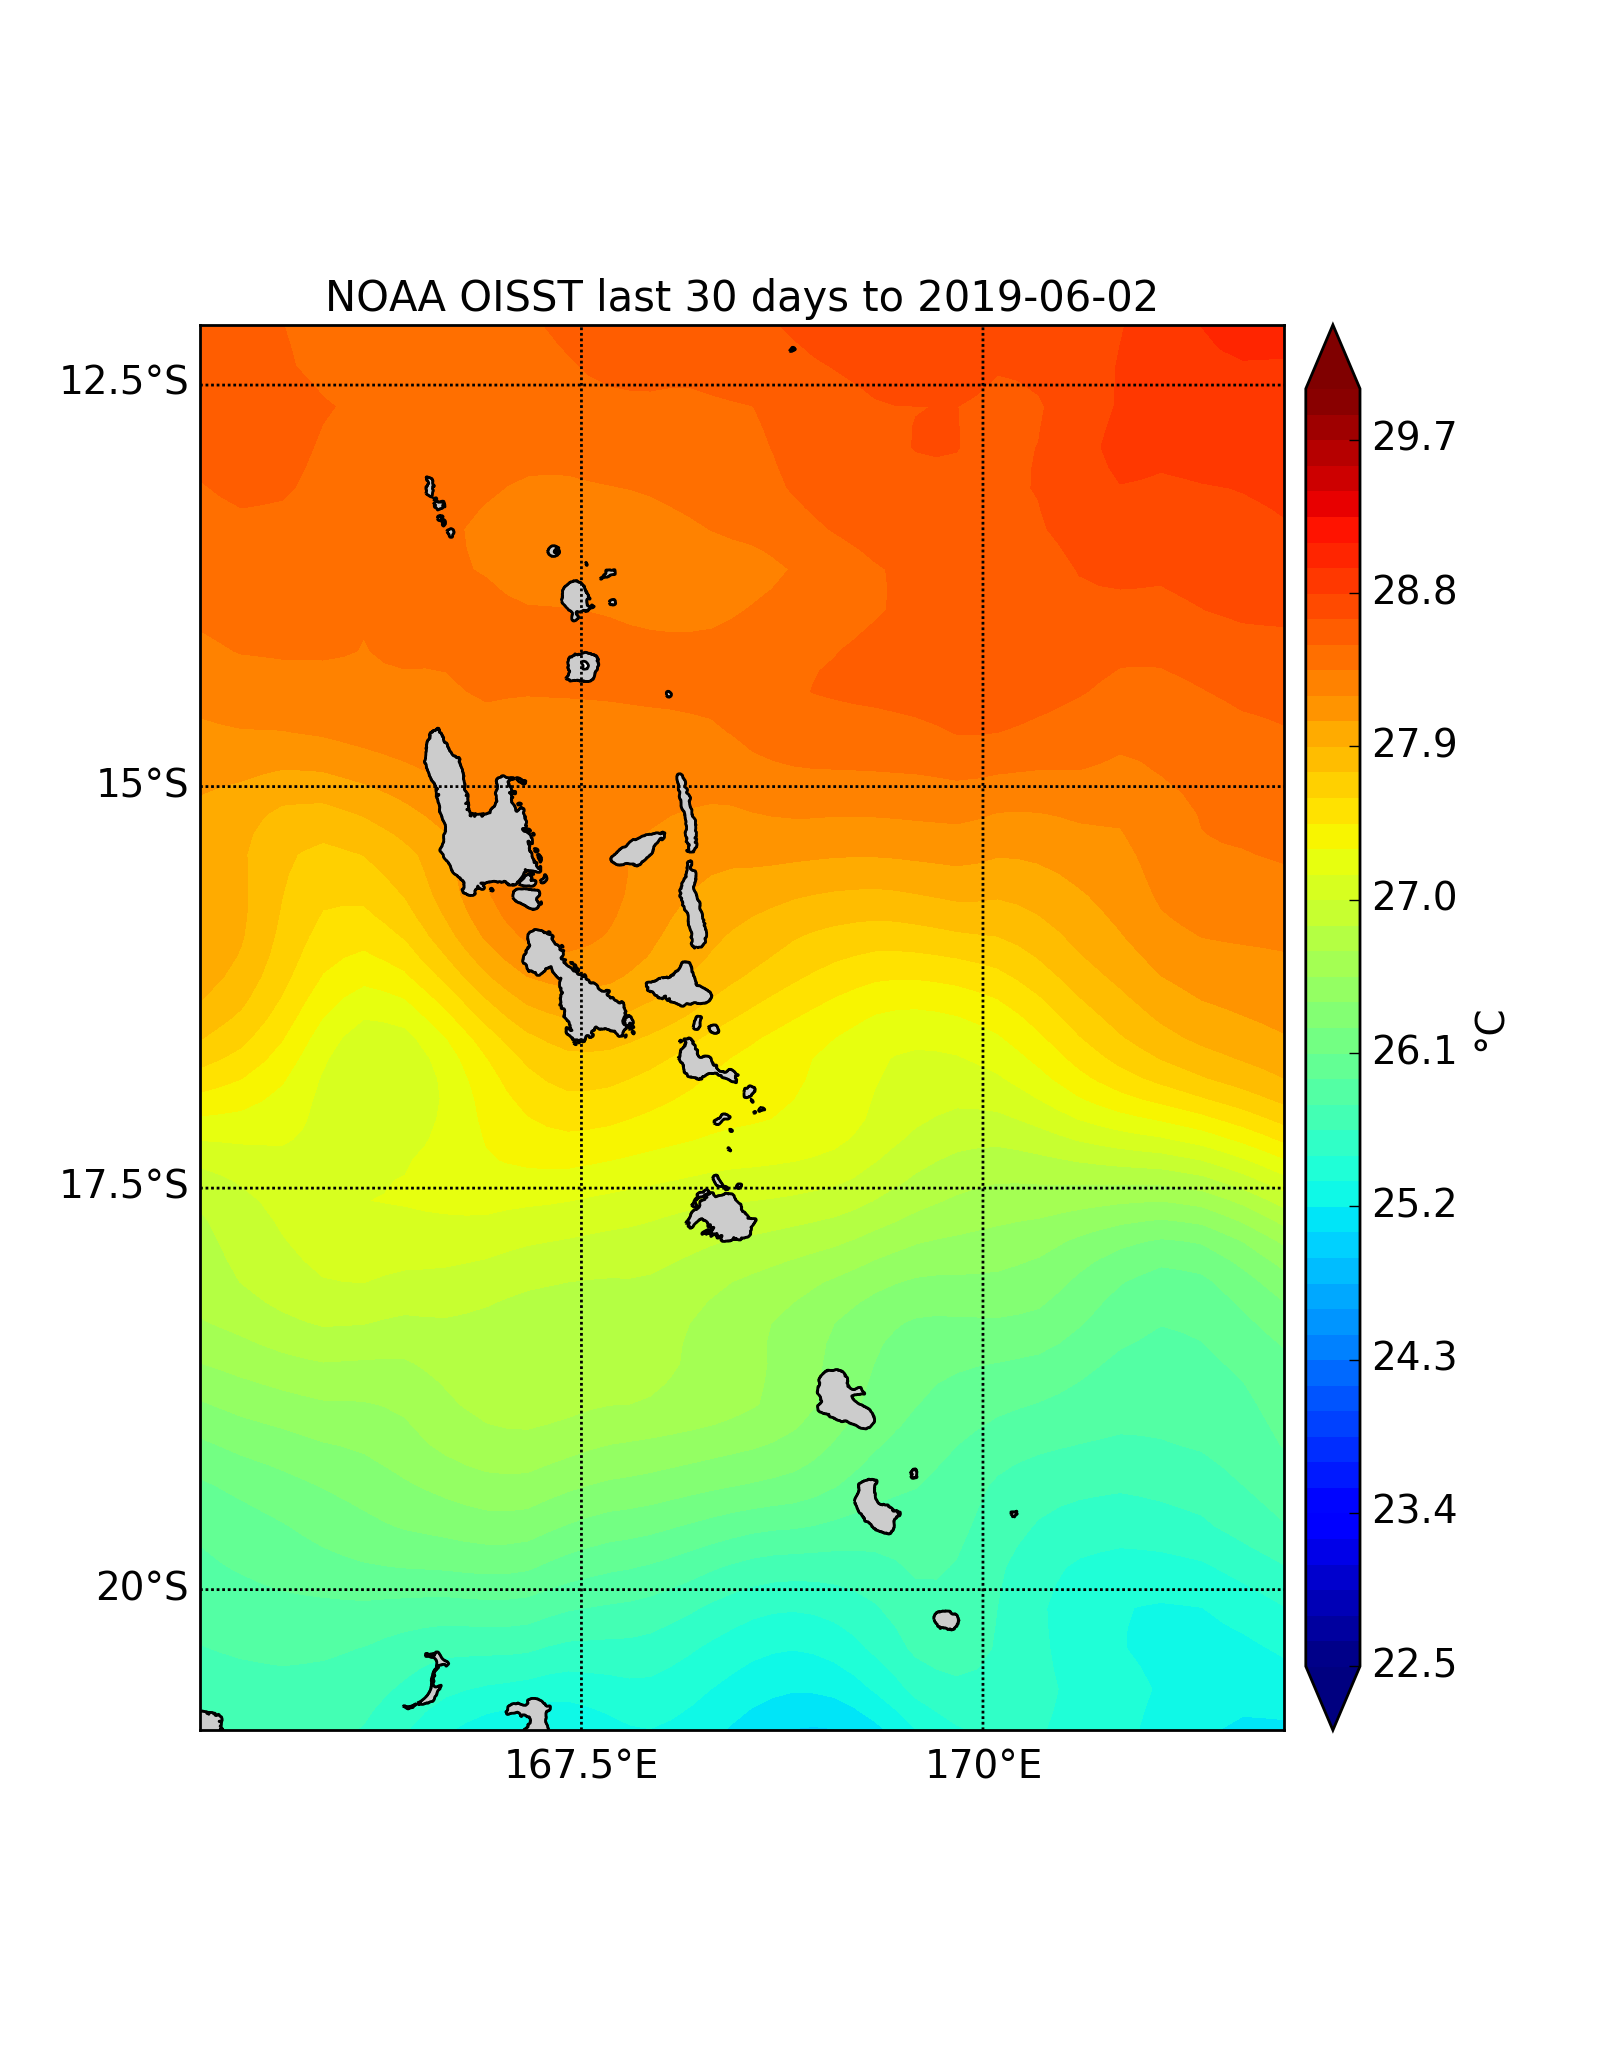 NOAA OISST last 30 days to 2019-06-02
12.5°S
15°S
17.5°S
20°S
167.5°E
170°E
29.7
28.8
27.9
27.0
26.1
25.2
24.3
23.4
22.5
°C